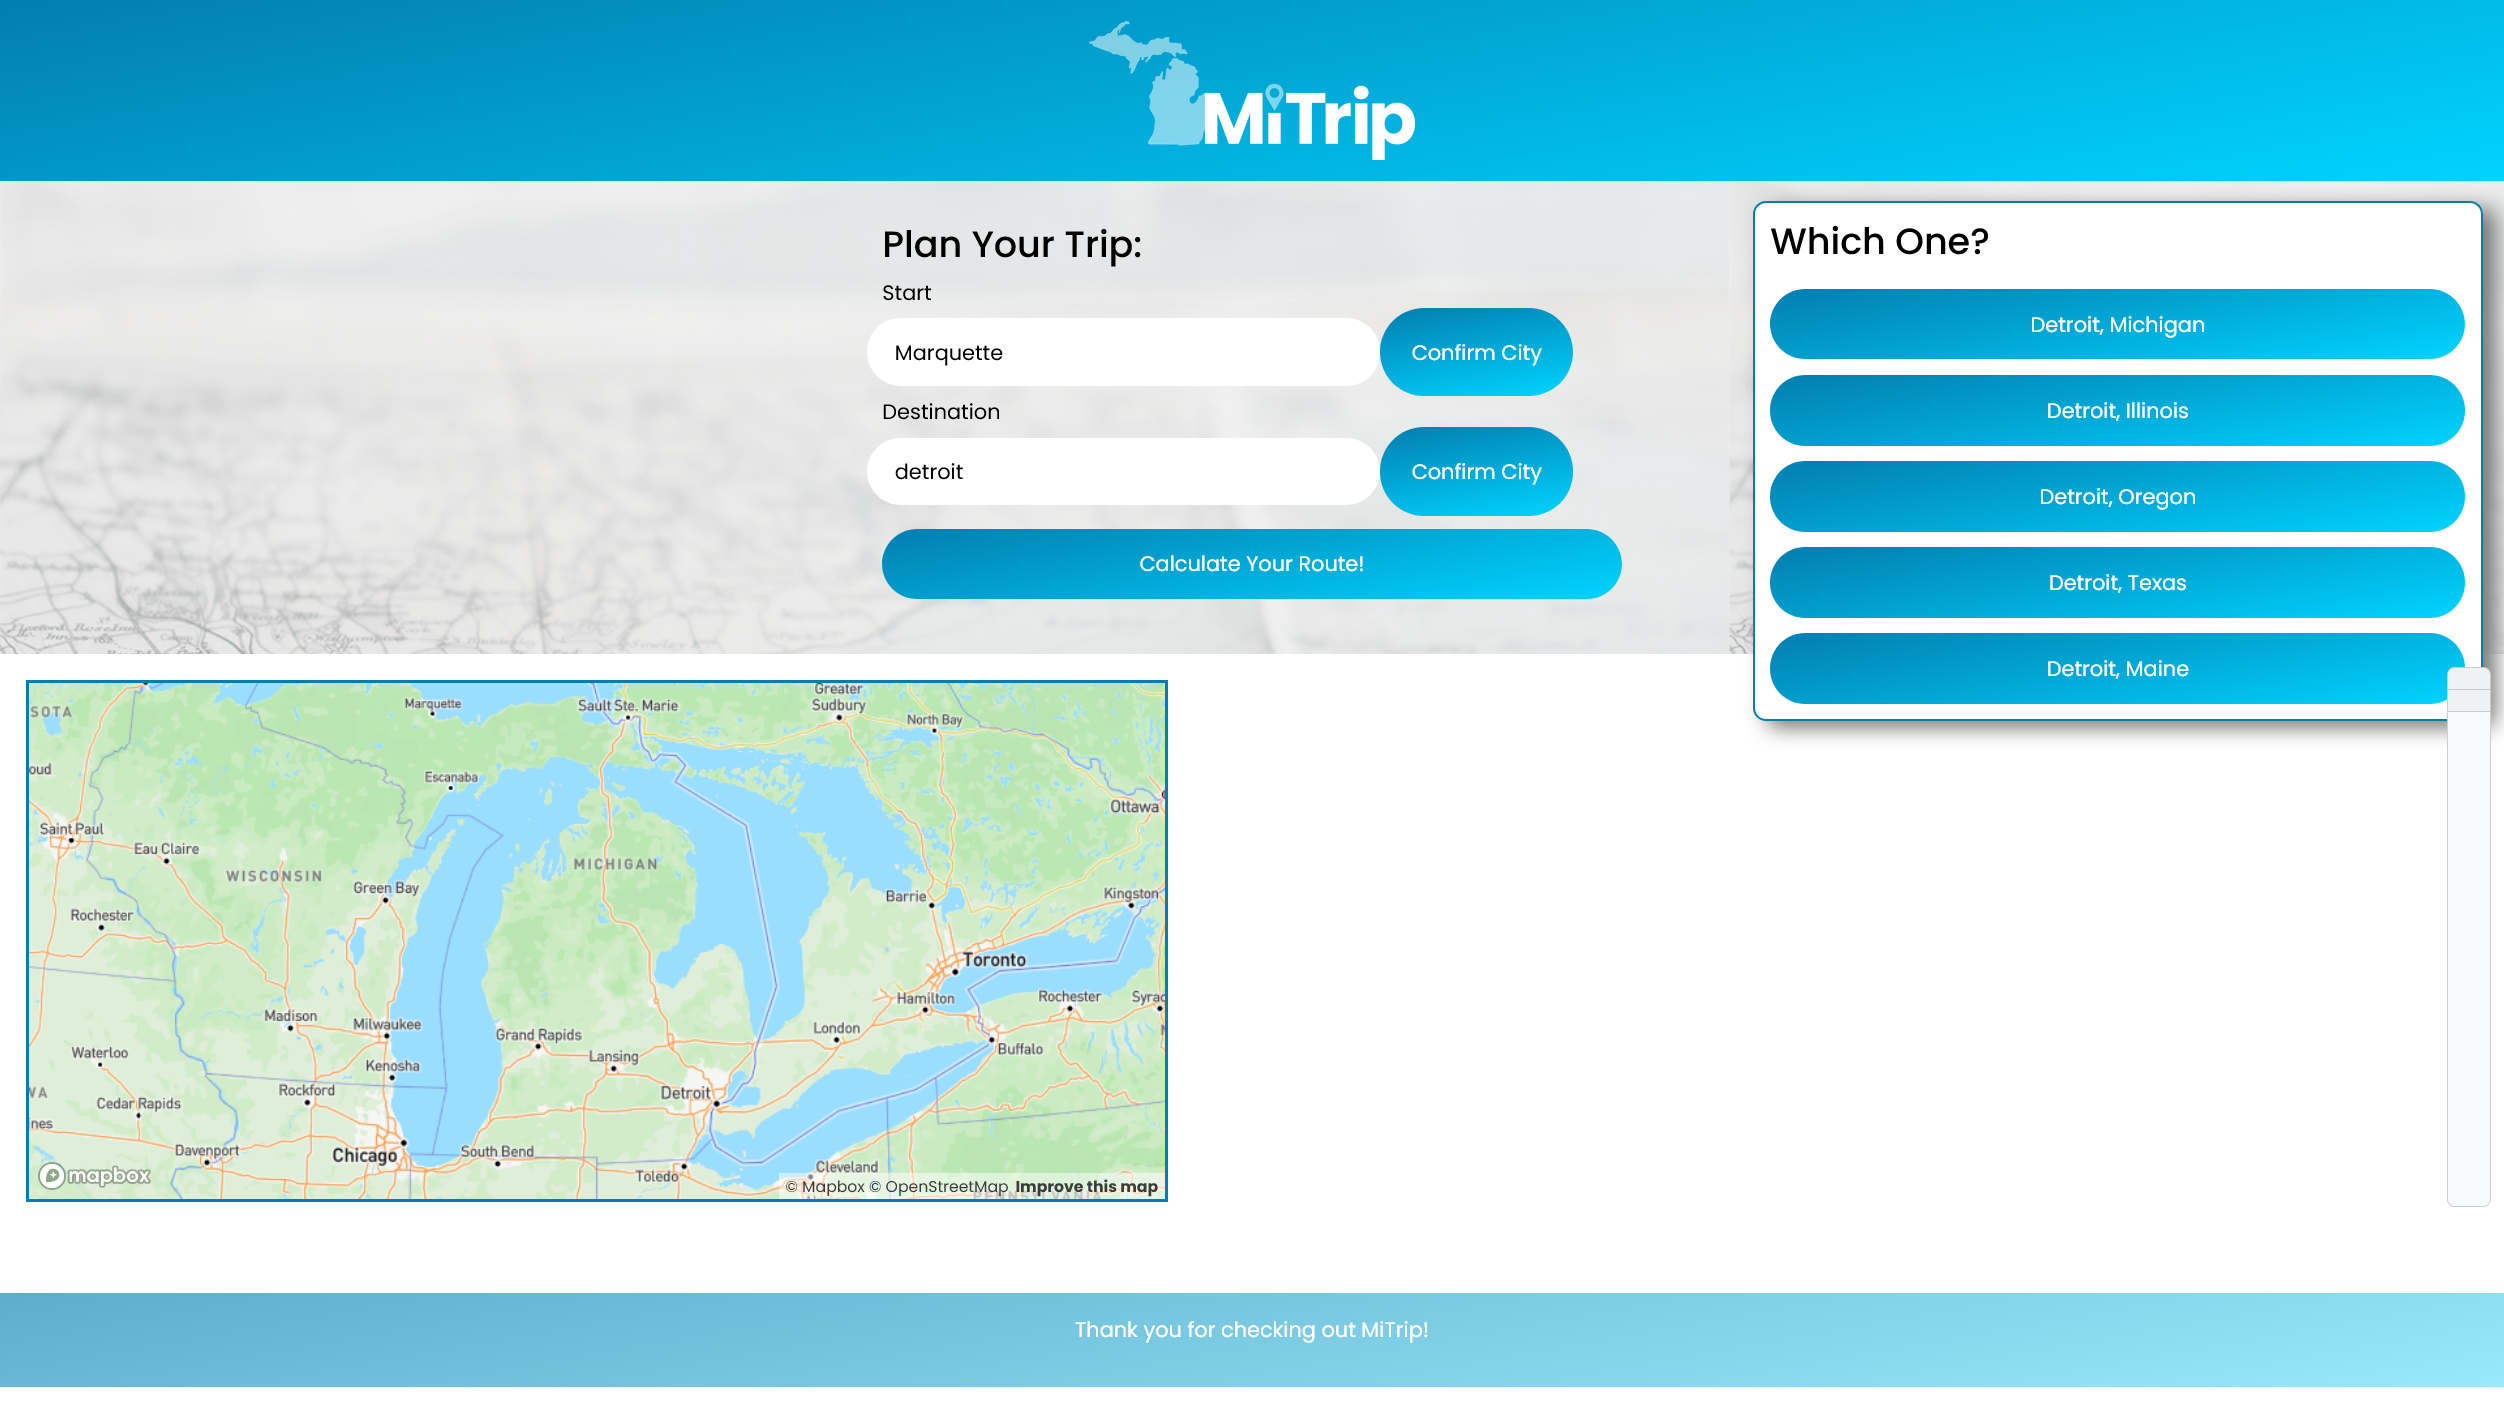 MiTrip
Plan Your Trip:
Start
Marquette
Confirm City
Destination
detroit
Confirm City
Calculate Your Route!
Which One?
Detroit, Michigan
Detroit, Illinois
Detroit, Oregon
Detroit, Texas
Detroit, Maine
SOTA
Marquette
Sault Ste. Marie
Greater
Sudbury
North Bay
oud
Escanaba
Ottawa
Saint Paul
Eau Claire
WISCONSIN
MICHIGAN
Green Bay
Barrie
Kingston
Rochester
Toronto
Hamilton
Rochester
Syrac
Madison
Milwaukee
Grand Rapids
London
Waterloo
Lansing
Buffalo
Kenosha
Rockford
Detroit
VA
Cedar Rapids
nes
Davenport
Chicago
South Bend
Toledo
Cleveland
PENNSYLVANIA
mapbox
© Mapbox © OpenStreetMap Improve this map
Thank you for checking out MiTrip!